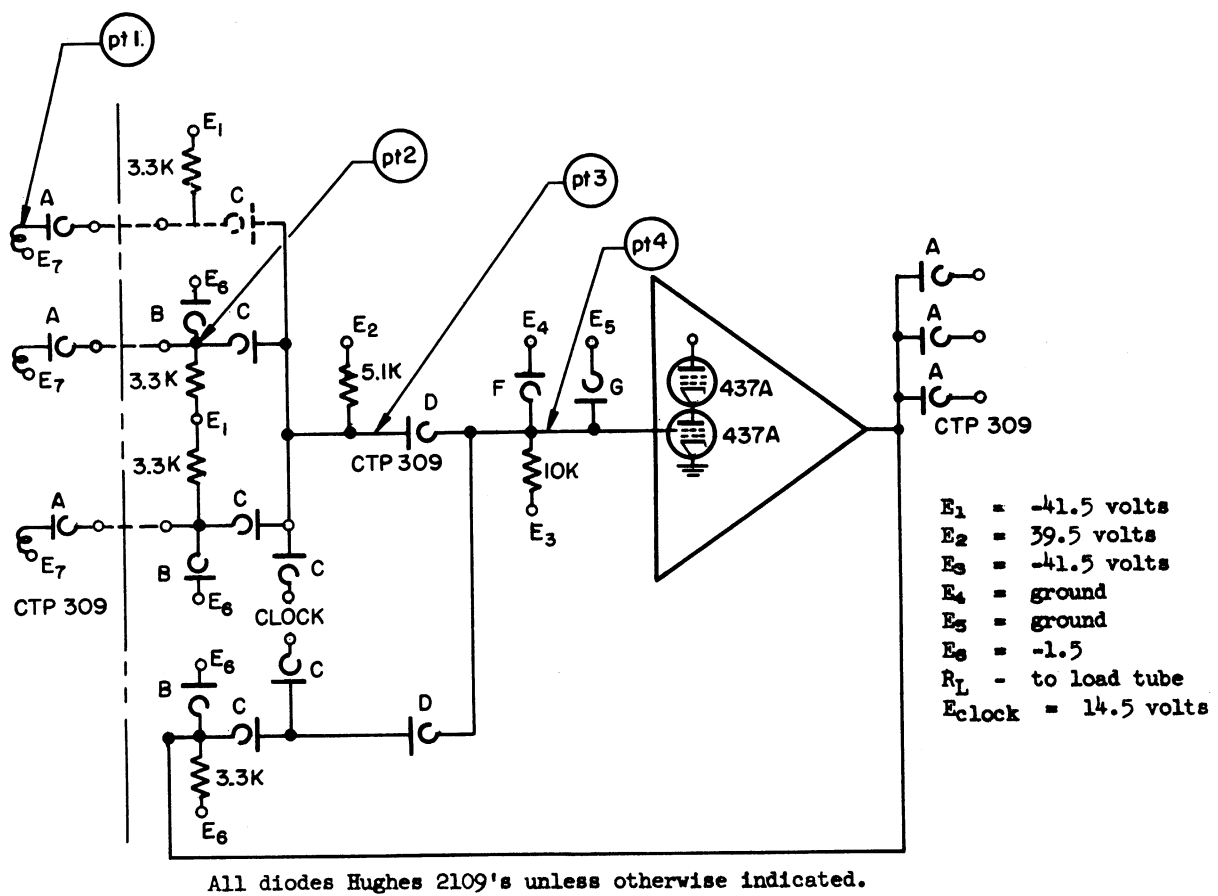 pt1.
E1
3.3K
pt2
C
A
pt3
E7
E6
B
C
pt4
A
A
E2
E4
E5
E7
3.3K
5.1K
F
G
437A
A
E1
D
437A
A
3.3K
CTP 309
CTP 309
10K
A
C
E3
E7
B
C
CTP 309
E6
CLOCK
E6
C
B
C
D
3.3K
E6
E1 = -41.5 volts
E2 = 39.5 volts
E3 = -41.5 volts
E4 = ground
E5 = ground
E6 = -1.5
RL - to load tube
Eclock = 14.5 volts
All diodes Hughes 2109's unless otherwise indicated.